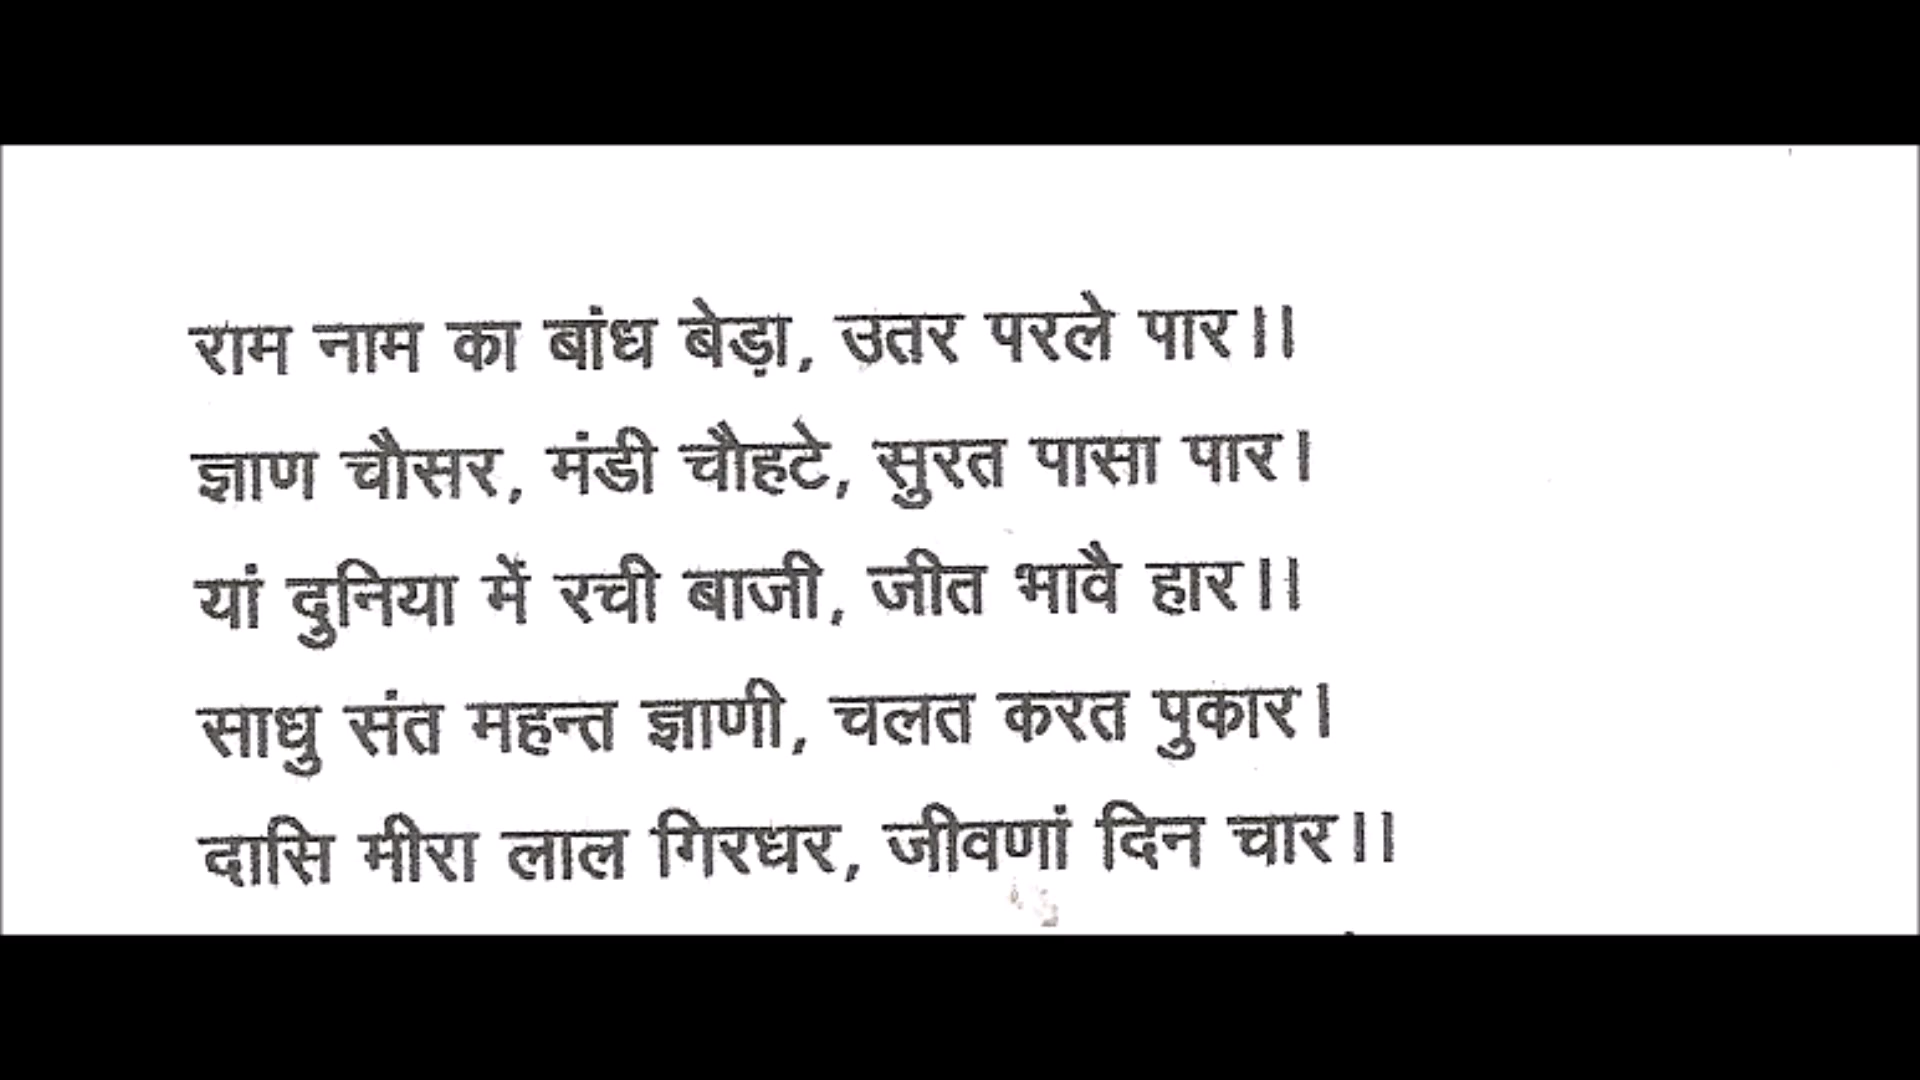 राम नाम का बांध बेड़ा, उतर परले पार।।
ज्ञाण चौसर, मंडी चौहटे, सुरत पासा पार।
यां दुनिया में रची बाजी, जीत भावै हार।।
साधु संत महन्त ज्ञाणी, चलत करत पुकार।
दासि मीरा लाल गिरधर, जीवणां दिन चार।।